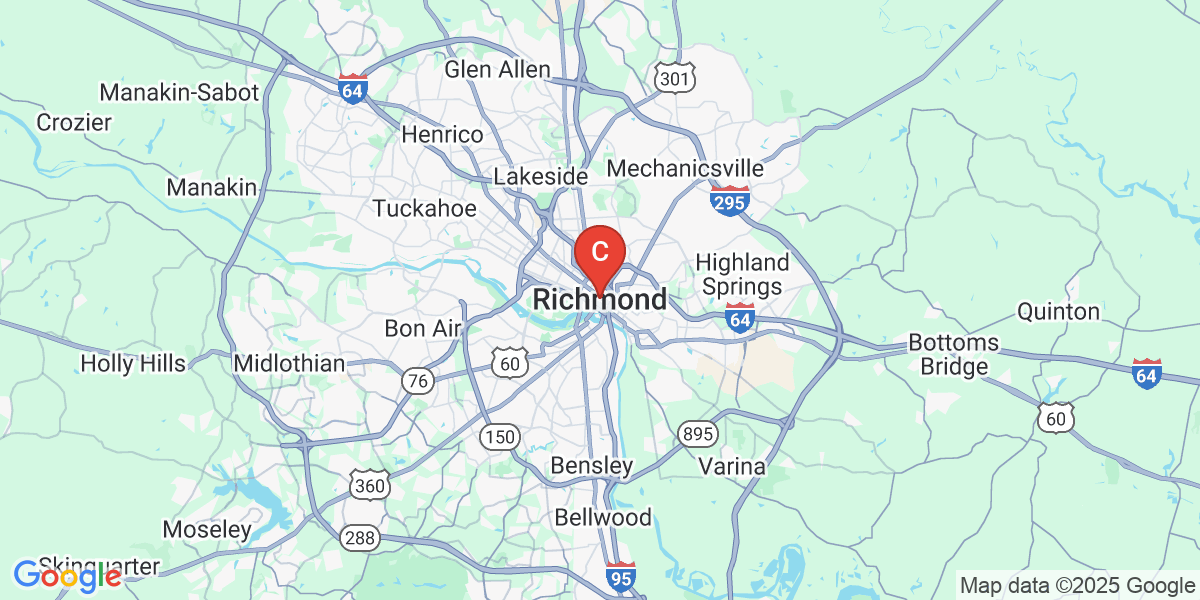 Glen Allen
301
64
Manakin-Sabot
Crozier
Henrico
Mechanicsville
Lakeside
Manakin
295
Tuckahoe
C
Highland
Springs
Richmond
Quinton
64
Bon Air
Bottoms
Bridge
Holly Hills
Midlothian
60
76
64
60
150
895
Bensley
Varina
360
Bellwood
Moseley
288
Skinquarter
95
Google
Map data ©2025 Google